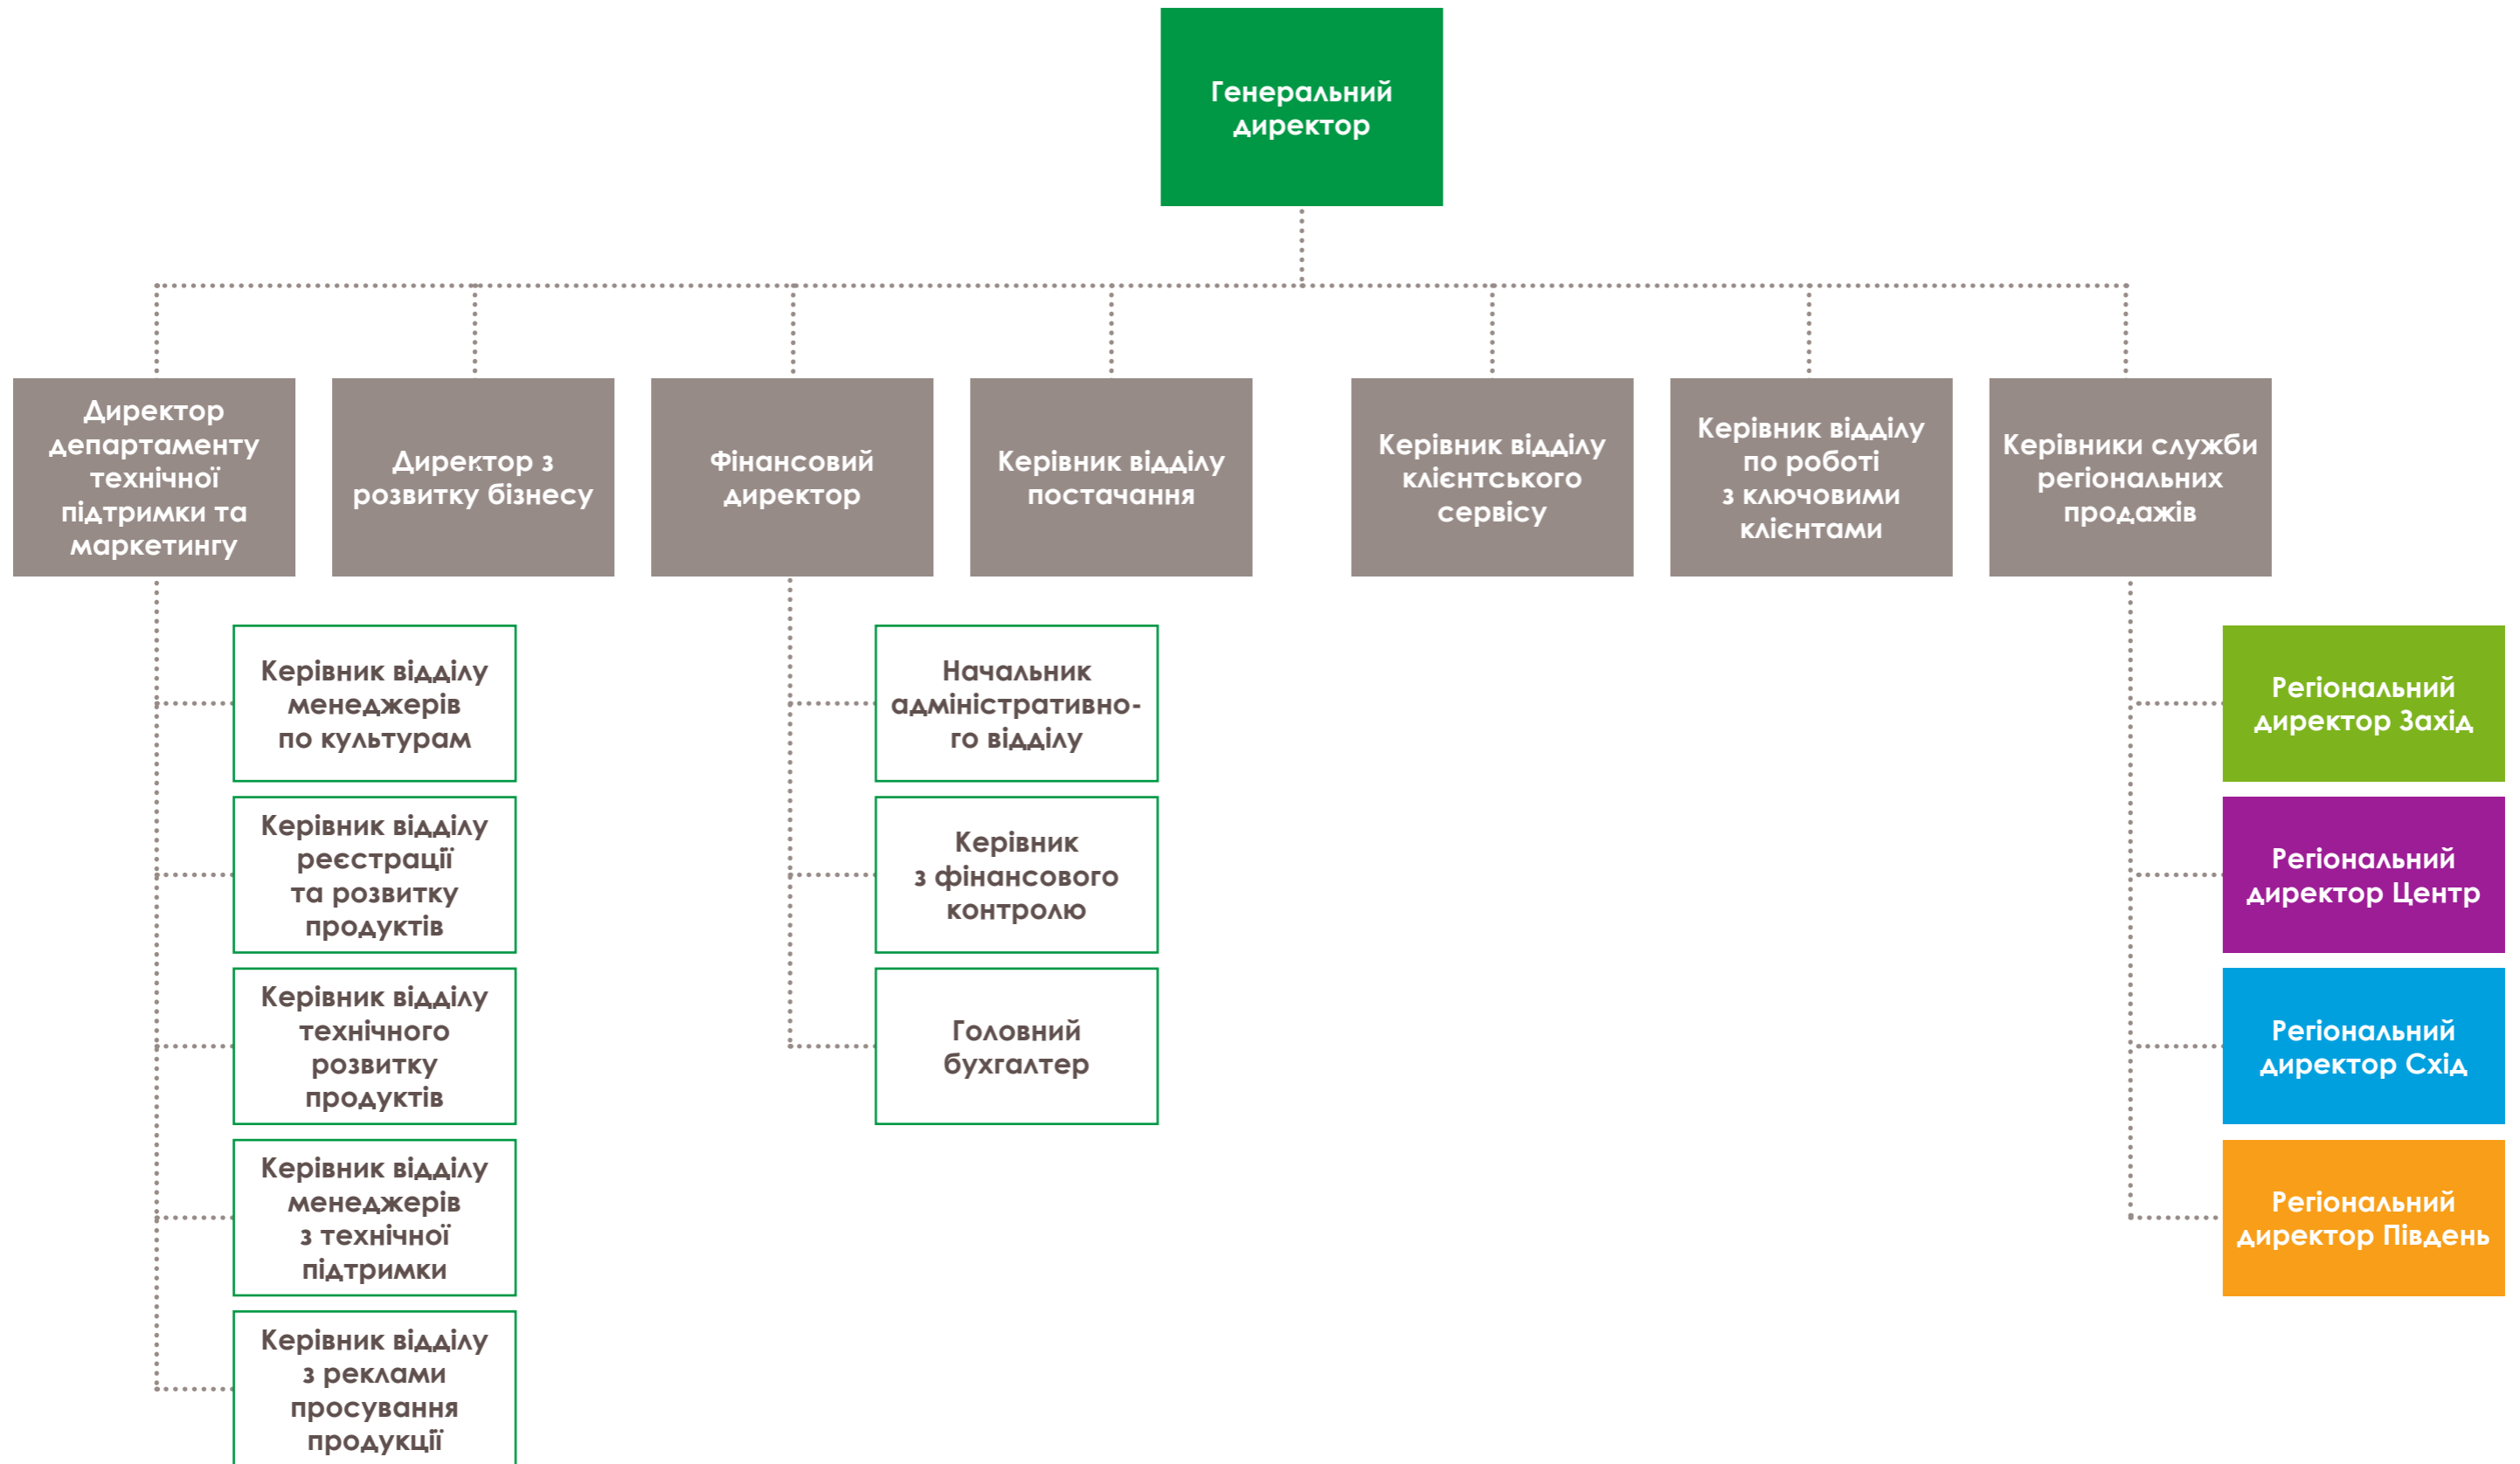 Генеральний
директор
Директор
департаменту
технічної
підтримки та
маркетингу
Директор з
розвитку бізнесу
Фінансовий
директор
Керівник відділу
постачання
Керівник відділу
клієнтського
сервісу
Керівник відділу
по роботі
з ключовими
клієнтами
Керівники служби
регіональних
продажів
Керівник відділу
менеджерів
по культурам
Керівник відділу
реєстрації
та розвитку
продуктів
Керівник відділу
технічного
розвитку
продуктів
Керівник відділу
менеджерів
з технічної
підтримки
Керівник відділу
з реклами
просування
продукції
Начальник
адміністративно-
го відділу
Керівник
з фінансового
контролю
Головний
бухгалтер
Регіональний
директор Захід
Регіональний
директор Центр
Регіональний
директор Схід
Регіональний
директор Південь